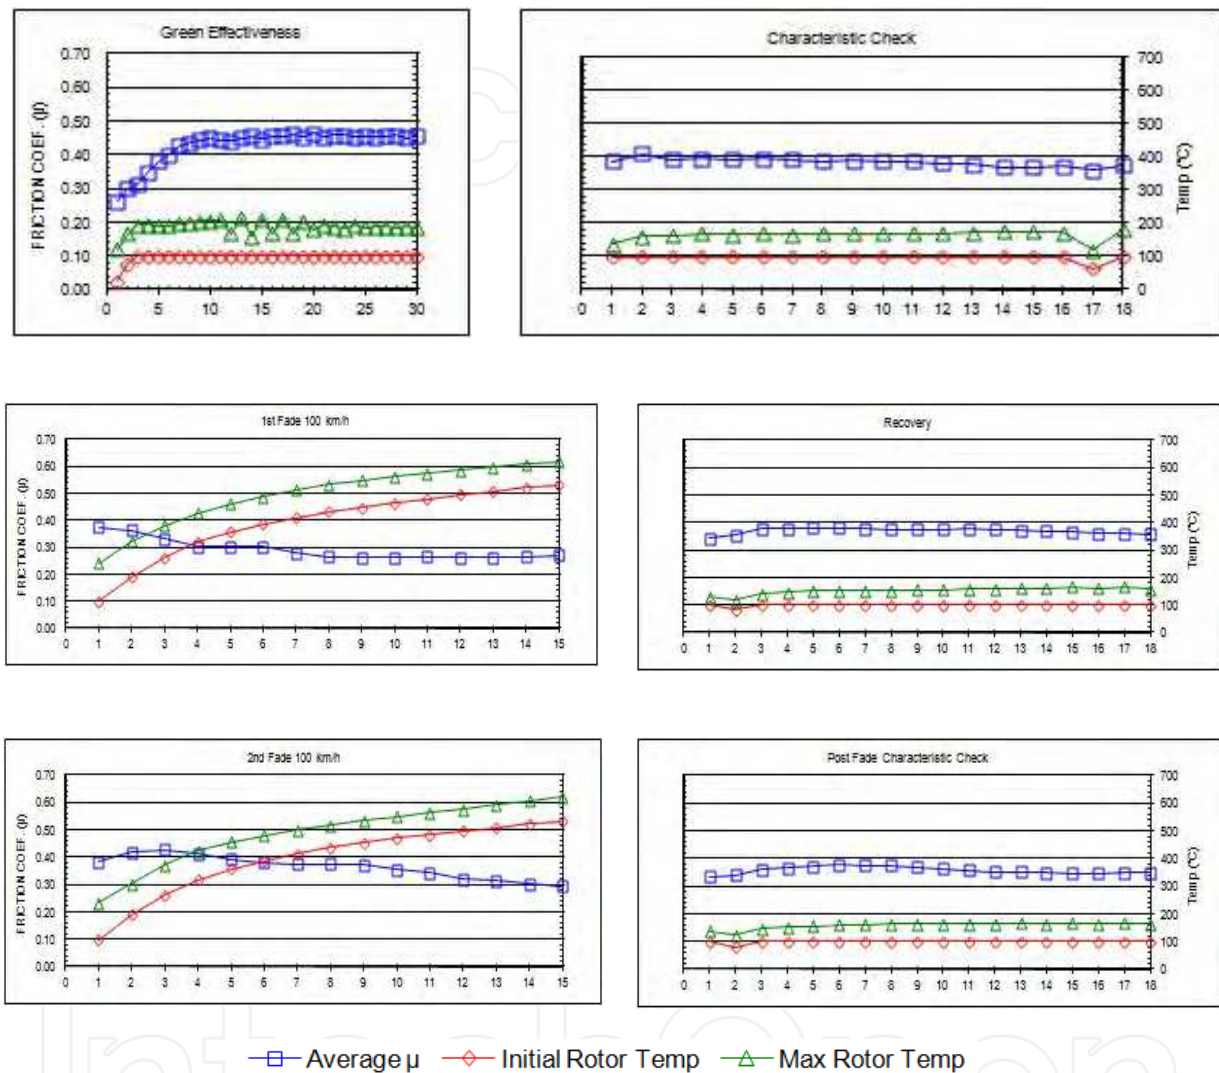 Green Effectiveness
FRICTION COEF. (µ)
0.70
0.60
0.50
0.40
0.30
0.20
0.10
0.00
0 5 10 15 20 25 30
Characteristic Check
700
600
500
400
300
200
100
0
Temp (°C)
0 1 2 3 4 5 6 7 8 9 10 11 12 13 14 15 16 17 18
1st Fade 100 km/h
FRICTION COEF. (µ)
0.70
0.60
0.50
0.40
0.30
0.20
0.10
0.00
0 1 2 3 4 5 6 7 8 9 10 11 12 13 14 15
Recovery
700
600
500
400
300
200
100
0
Temp (°C)
0 1 2 3 4 5 6 7 8 9 10 11 12 13 14 15 16 17 18
2nd Fade 100 km/h
FRICTION COEF. (µ)
0.70
0.60
0.50
0.40
0.30
0.20
0.10
0.00
0 1 2 3 4 5 6 7 8 9 10 11 12 13 14 15
Post Fade Characteristic Check
700
600
500
400
300
200
100
0
Temp (°C)
0 1 2 3 4 5 6 7 8 9 10 11 12 13 14 15 16 17 18
Average µ Initial Rotor Temp Max Rotor Temp